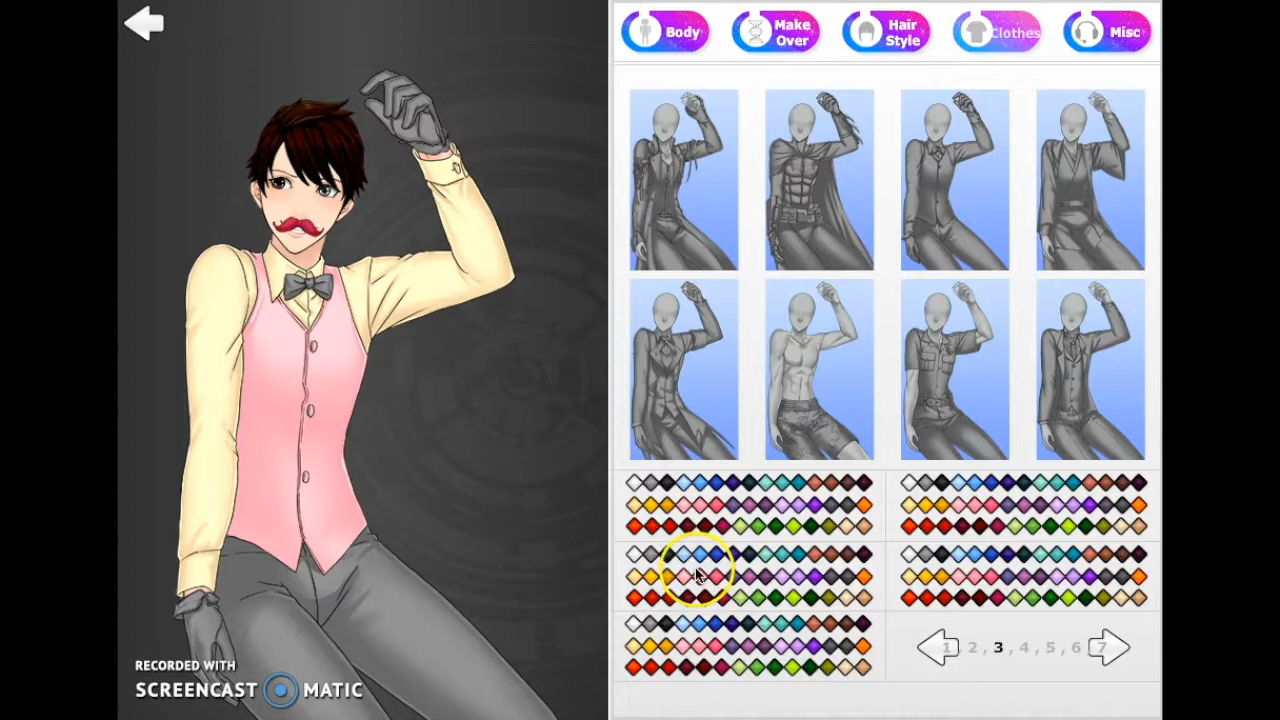 Body
Make
Over
Hair
Style
Clothes
Misc
1 , 2 , 3 , 4 , 5 , 6 , 7
RECORDED WITH
SCREENCAST MATIC